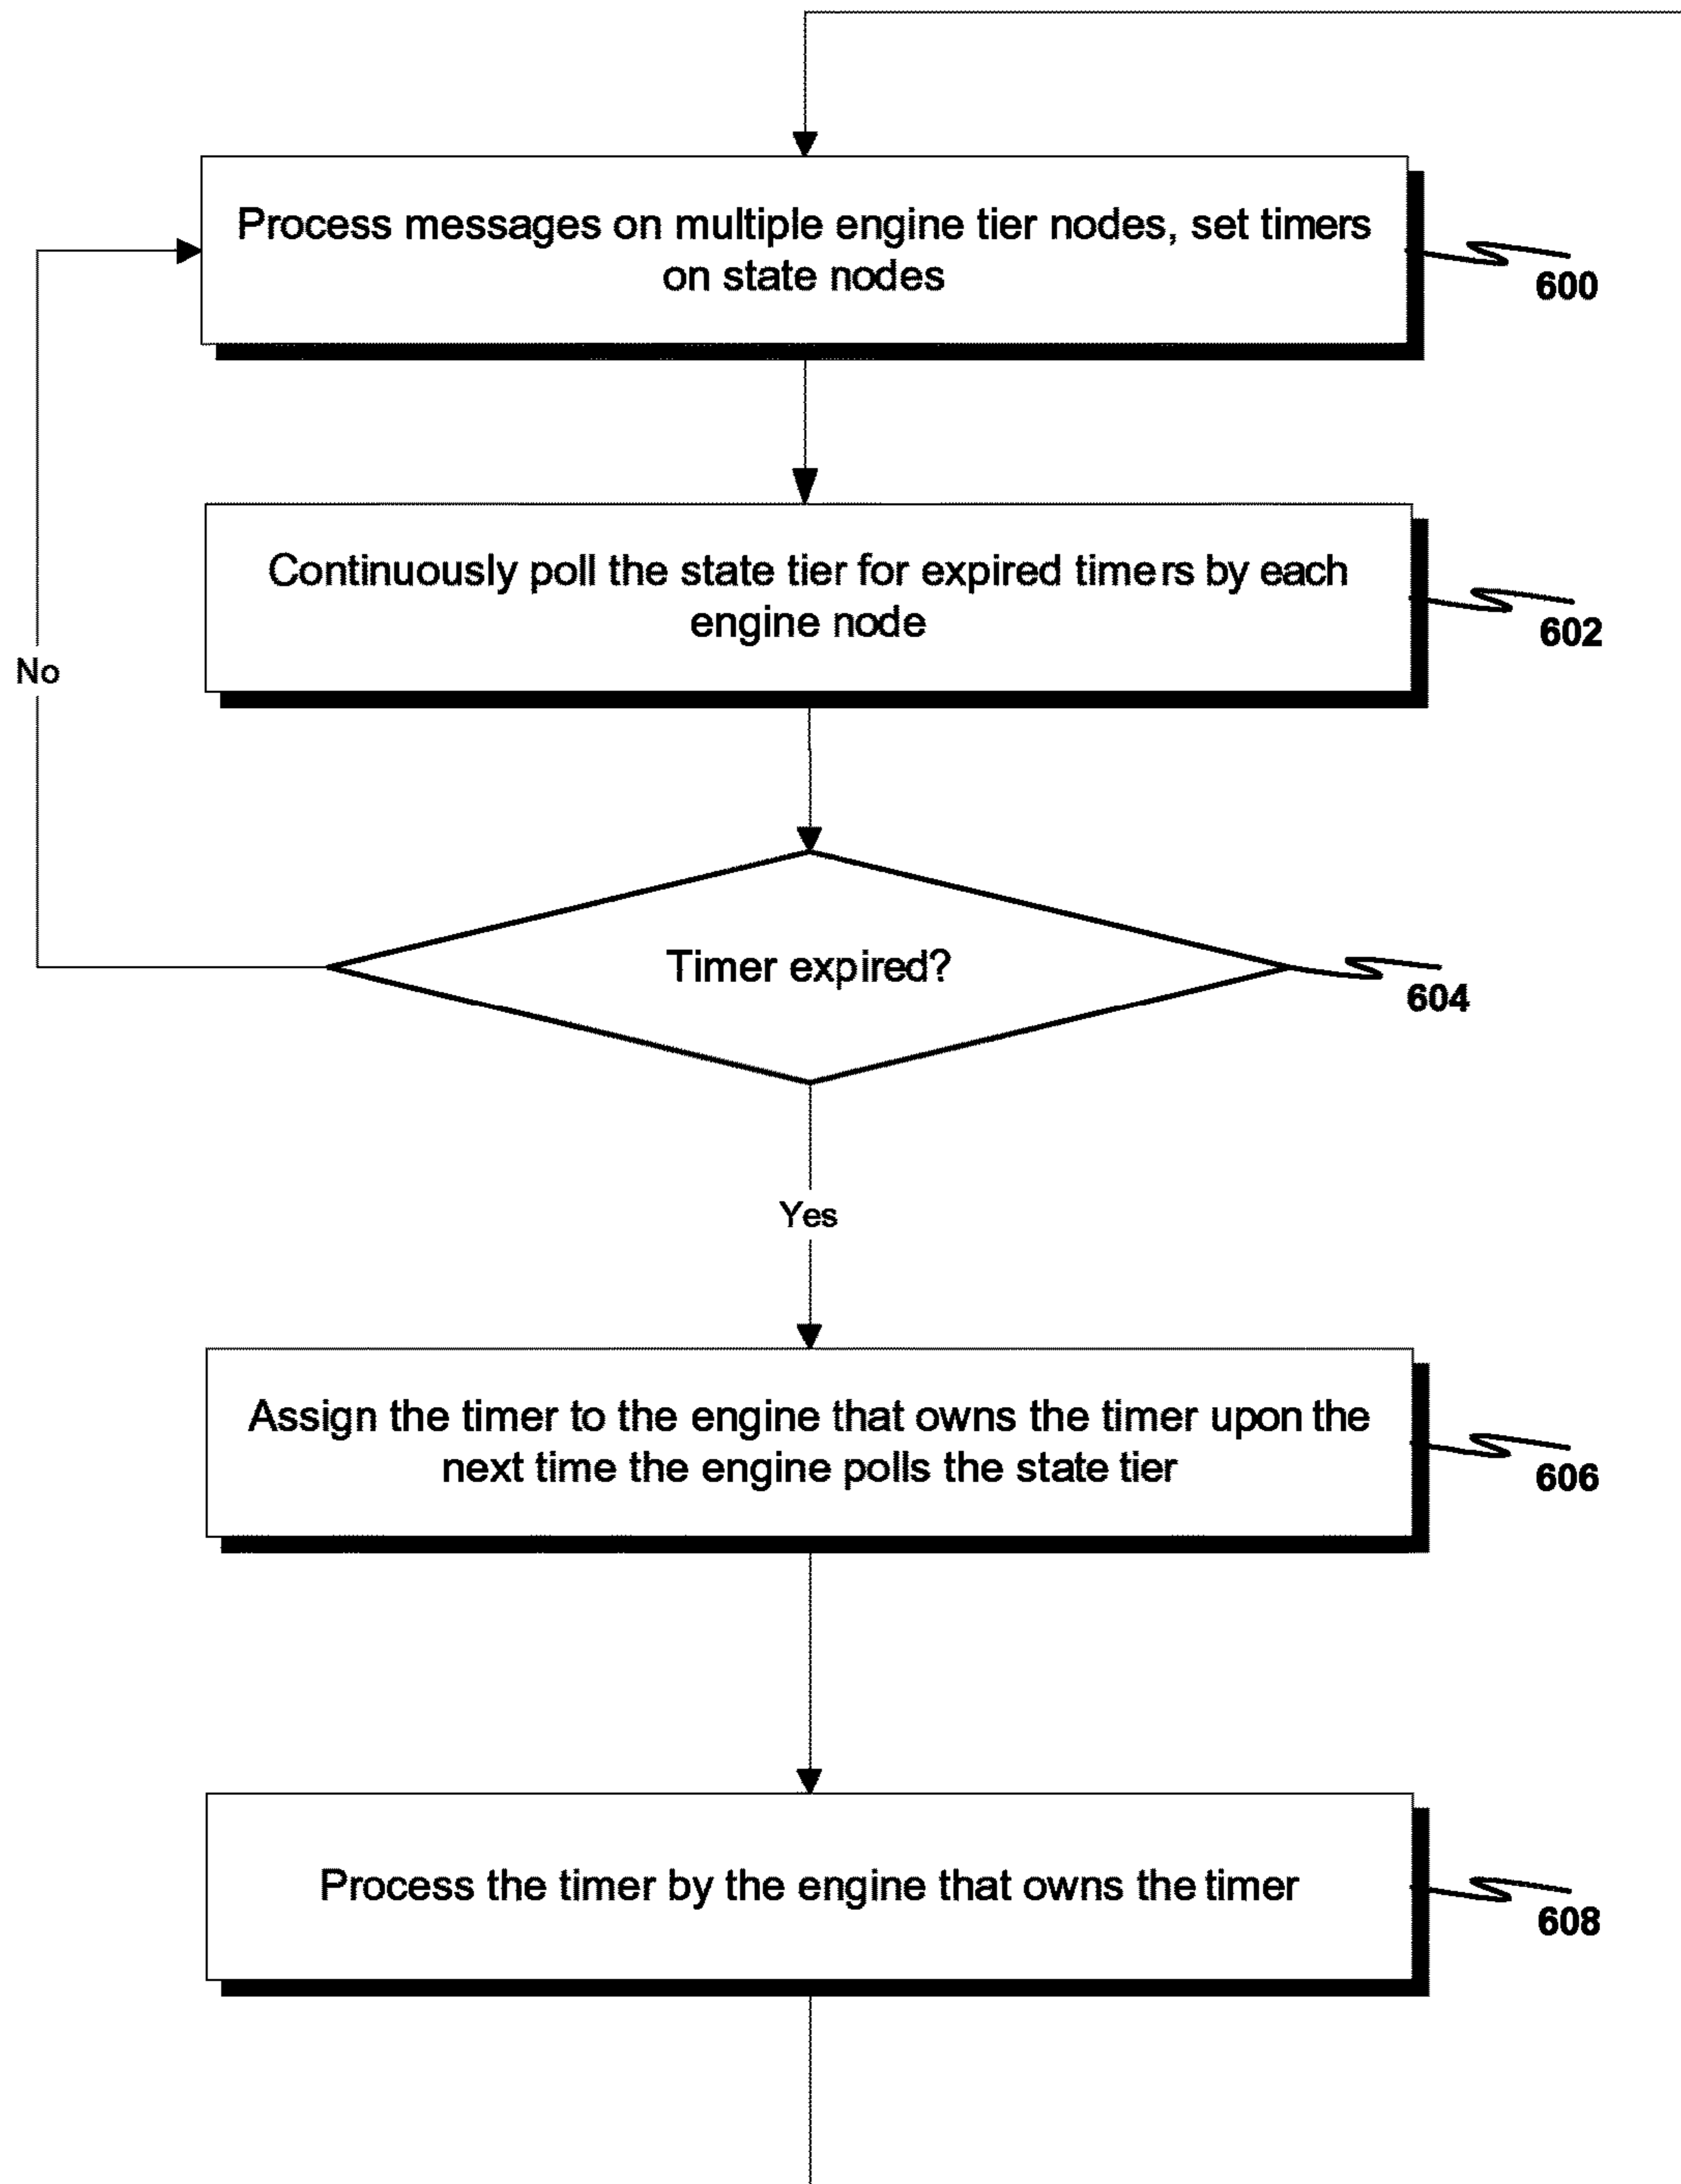 Process messages on multiple engine tier nodes, set timers
on state nodes
600
Continuously poll the state tier for expired timers by each
engine node
602
No
Timer expired?
604
Yes
Assign the timer to the engine that owns the timer upon the
next time the engine polls the state tier
606
Process the timer by the engine that owns the timer
608